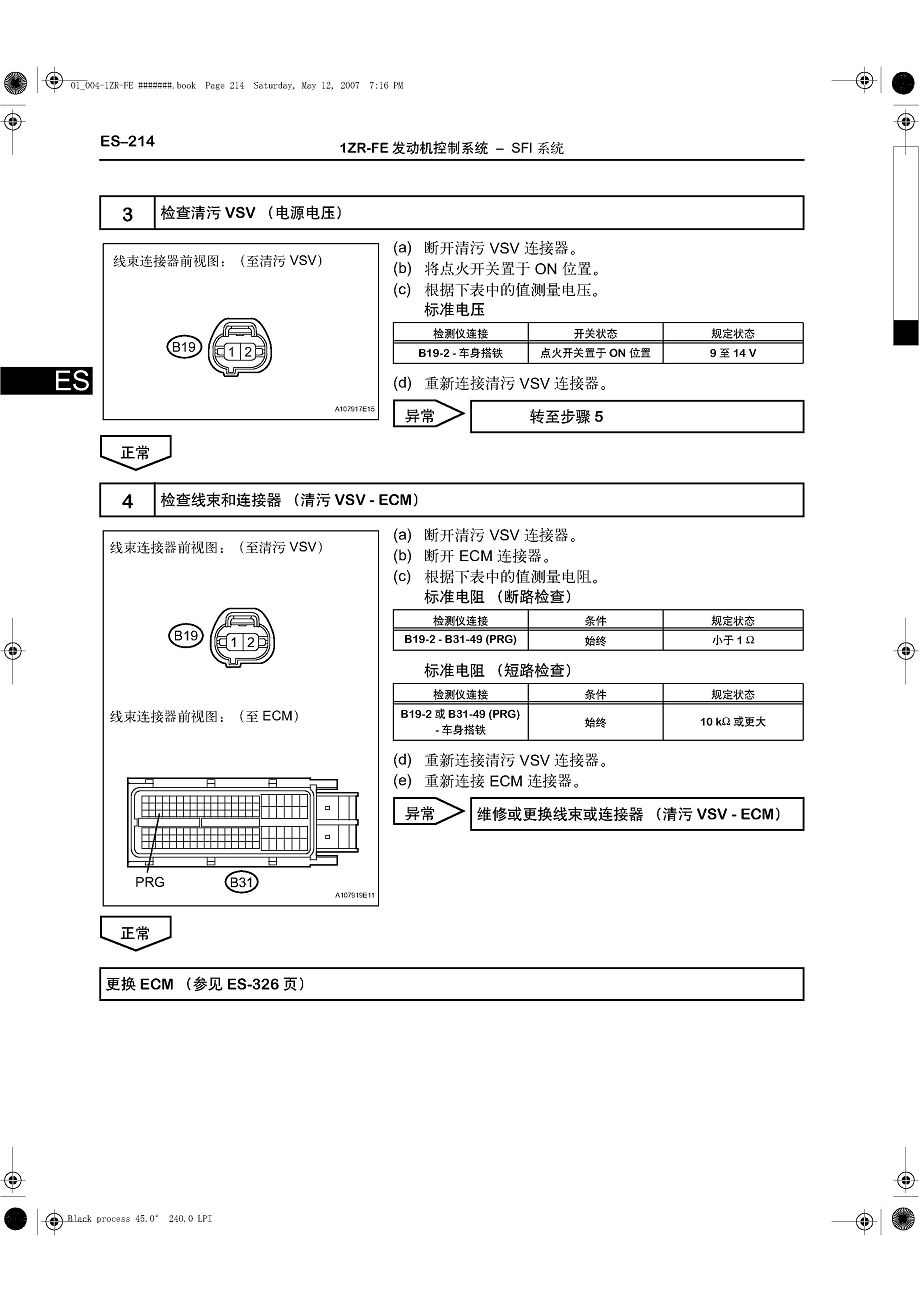 01_004-1ZR-FE #######.book Page 214 Saturday, May 12, 2007 7:16 PM
ES–214
1ZR-FE 发动机控制系统 – SFI 系统
3 检查清污 VSV （电源电压）
线束连接器前视图：（至清污 VSV）
B19
1 2
A107917E15
(a) 断开清污 VSV 连接器。
(b) 将点火开关置于 ON 位置。
(c) 根据下表中的值测量电压。
标准电压
检测仪连接 开关状态 规定状态
B19-2 - 车身搭铁 点火开关置于 ON 位置 9 至 14 V
(d) 重新连接清污 VSV 连接器。
异常 转至步骤 5
ES
正常
4 检查线束和连接器 （清污 VSV - ECM）
线束连接器前视图：（至清污 VSV）
B19
1 2
线束连接器前视图：（至 ECM）
PRG
B31
A107919E11
(a) 断开清污 VSV 连接器。
(b) 断开 ECM 连接器。
(c) 根据下表中的值测量电阻。
标准电阻 （断路检查）
检测仪连接 条件 规定状态
B19-2 - B31-49 (PRG) 始终 小于 1 Ω
标准电阻 （短路检查）
检测仪连接 条件 规定状态
B19-2 或 B31-49 (PRG)
- 车身搭铁 始终 10 kΩ 或更大
(d) 重新连接清污 VSV 连接器。
(e) 重新连接 ECM 连接器。
异常 维修或更换线束或连接器 （清污 VSV - ECM）
正常
更换 ECM （参见 ES-326 页）
Black process 45.0° 240.0 LPI